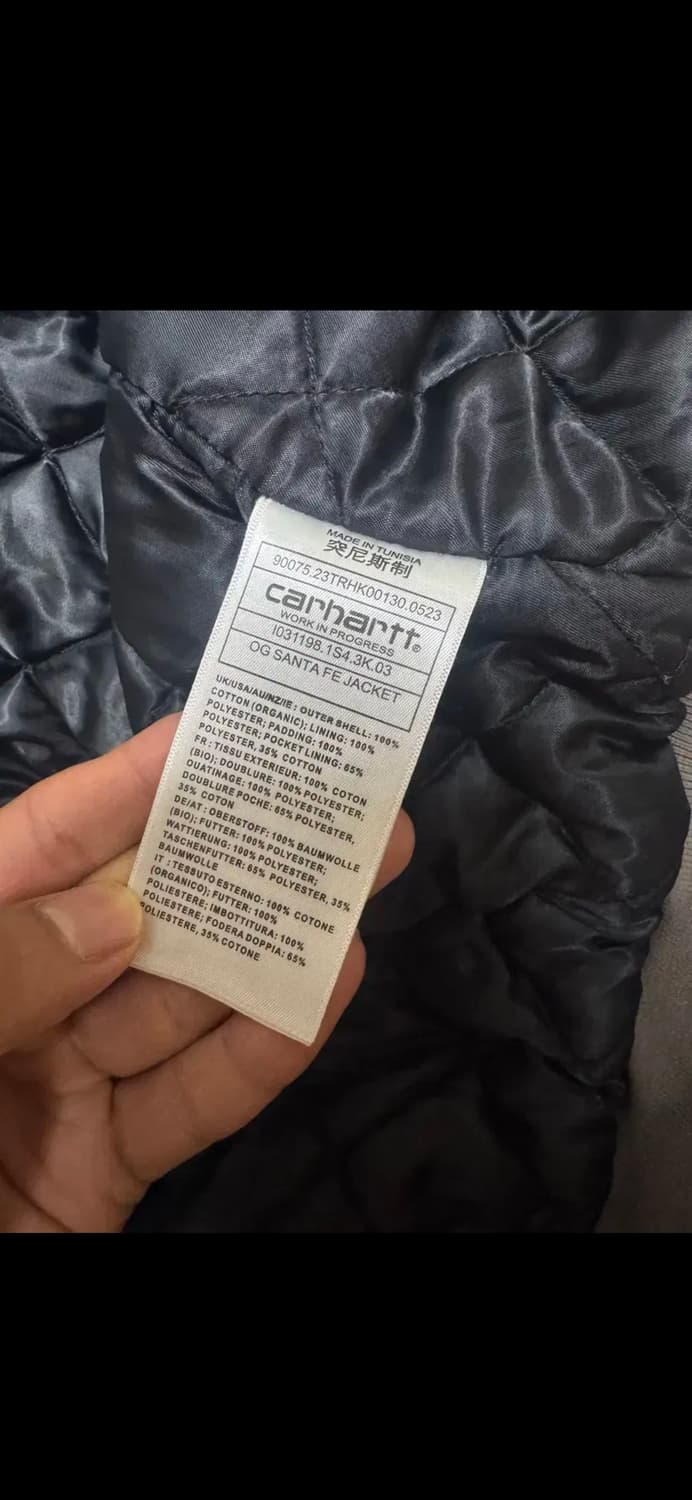 MADE IN TUNISIA
突尼斯制
90075.23TRHK00130.0523
carhartt®
WORK IN PROGRESS
I031198.1S4.3K.03
OG SANTA FE JACKET
UK/USA/AU/NZ/IE : OUTER SHELL: 100%
COTTON (ORGANIC); LINING: 100%
POLYESTER; PADDING: 100%
POLYESTER; POCKET LINING: 65%
POLYESTER, 35% COTTON
FR : TISSU EXTERIEUR: 100% COTON
(BIO); DOUBLURE: 100% POLYESTER;
OUATINAGE: 100% POLYESTER;
DOUBLURE POCHE: 65% POLYESTER,
35% COTON
DE/AT : OBERSTOFF: 100% BAUMWOLLE
(BIO); FUTTER: 100% POLYESTER;
WATTIERUNG: 100% POLYESTER;
TASCHENFUTTER: 65% POLYESTER, 35%
BAUMWOLLE
IT : TESSUTO ESTERNO: 100% COTONE
(ORGANICO); FUTTER: 100%
POLIESTERE; IMBOTTITURA: 100%
POLIESTERE; FODERA DOPPIA: 65%
POLIESTERE, 35% COTONE